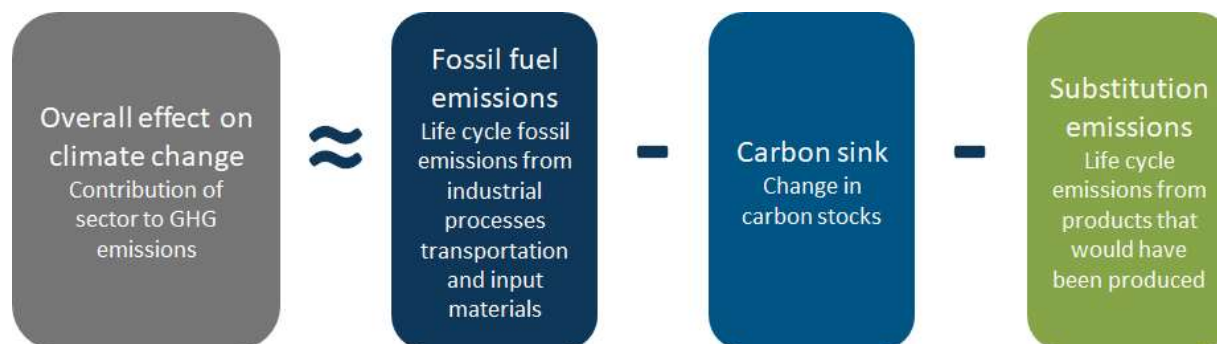 Overall effect on
climate change
Contribution of
sector to GHG
emissions
≈
Fossil fuel
emissions
Life cycle fossil
emissions from
industrial
processes
transportation
and input
materials
-
Carbon sink
Change in
carbon stocks
-
Substitution
emissions
Life cycle
emissions from
products that
would have
been produced